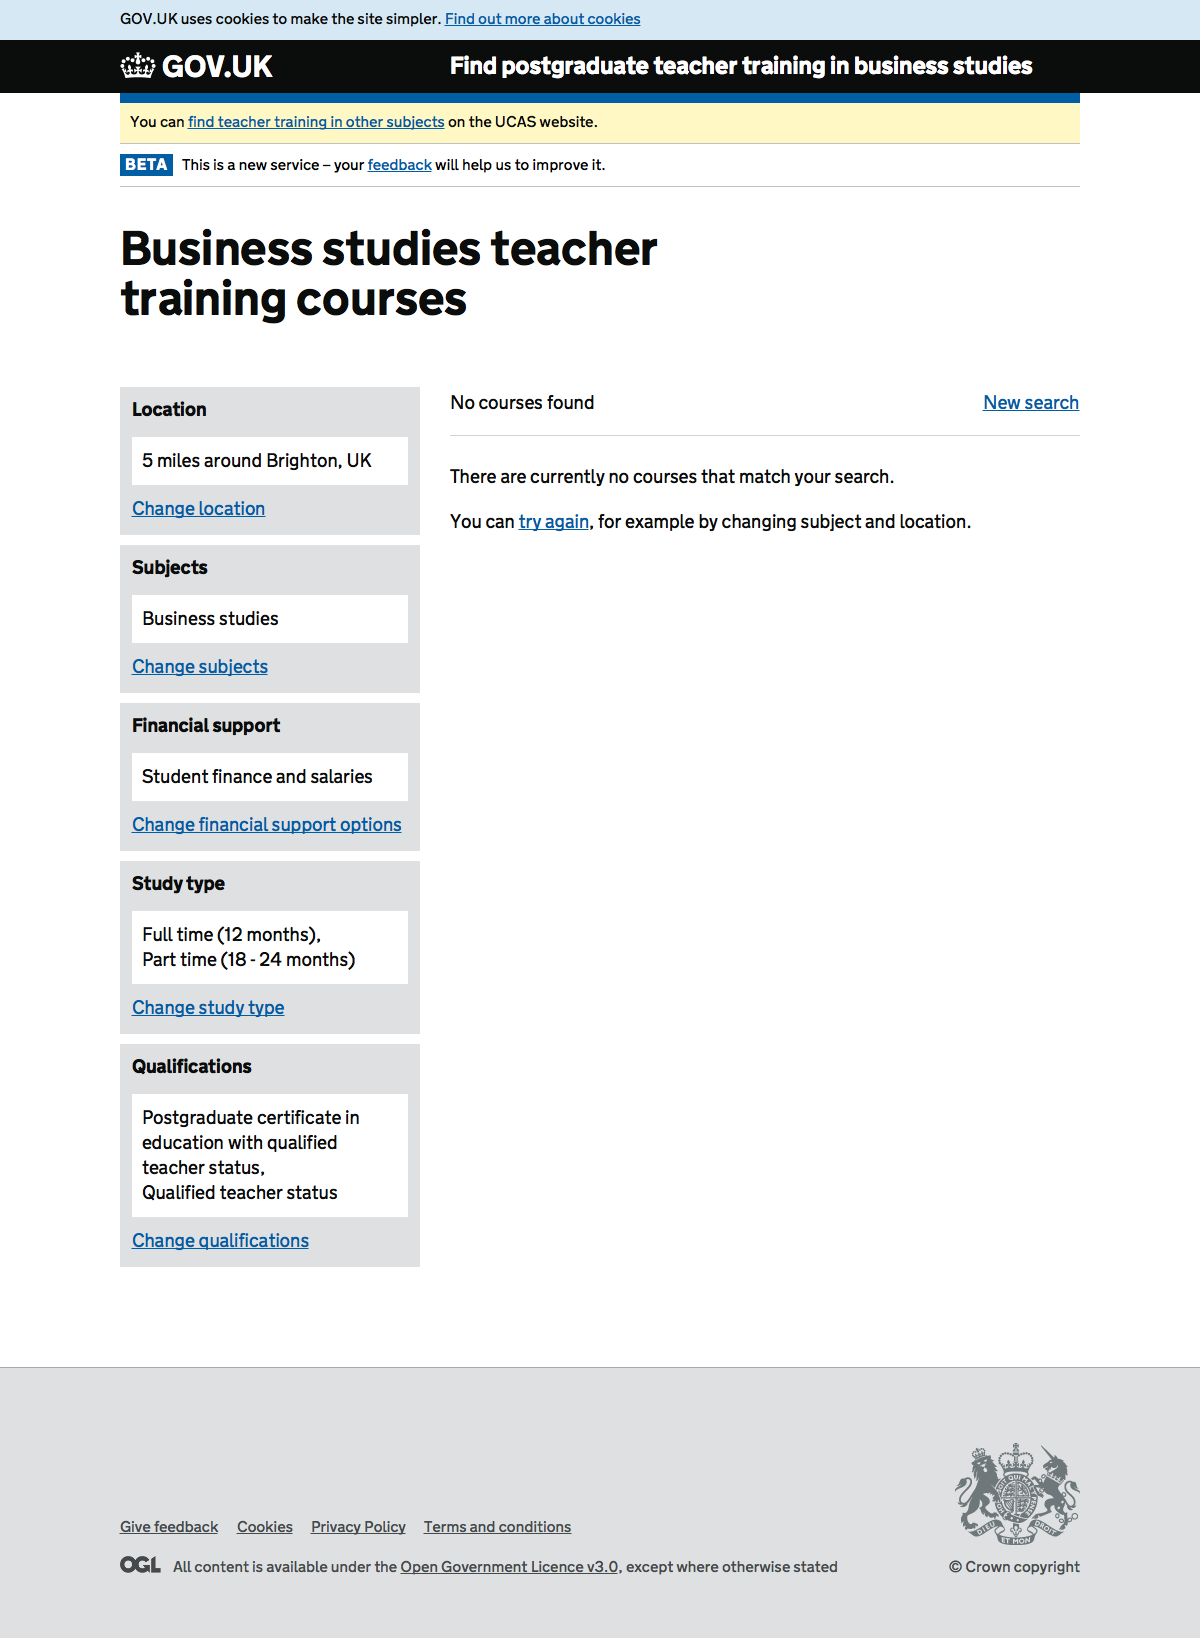 GOV.UK uses cookies to make the site simpler. Find out more about cookies
GOV.UK
Find postgraduate teacher training in business studies
You can find teacher training in other subjects on the UCAS website.
BETA This is a new service – your feedback will help us to improve it.
Business studies teacher
training courses
Location
5 miles around Brighton, UK
Change location
Subjects
Business studies
Change subjects
Financial support
Student finance and salaries
Change financial support options
Study type
Full time (12 months),
Part time (18 - 24 months)
Change study type
Qualifications
Postgraduate certificate in
education with qualified
teacher status,
Qualified teacher status
Change qualifications
No courses found
New search
There are currently no courses that match your search.
You can try again, for example by changing subject and location.
Give feedback Cookies Privacy Policy Terms and conditions
OGL All content is available under the Open Government Licence v3.0, except where otherwise stated
DIEU ET MON DROIT
© Crown copyright